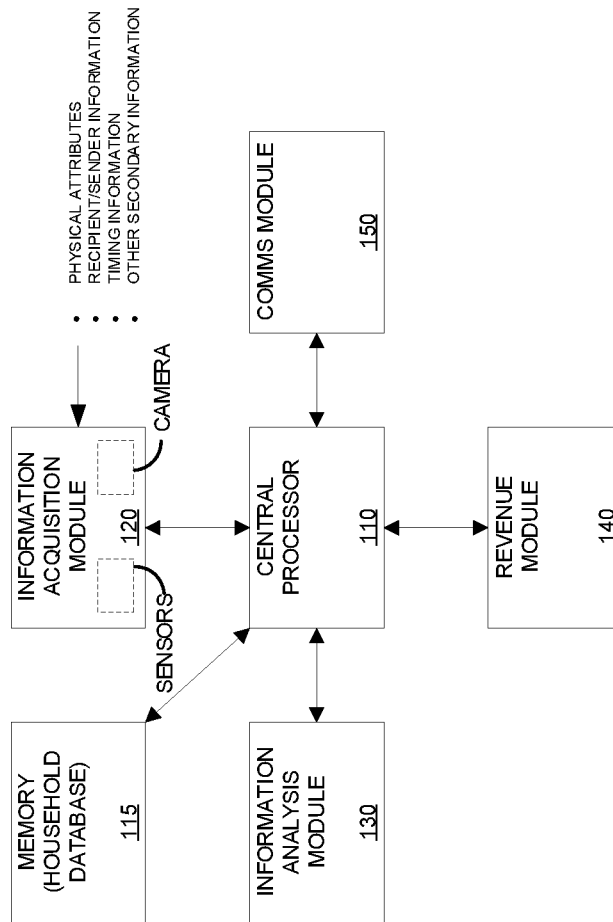 MEMORY
(HOUSEHOLD
DATABASE)
115
INFORMATION
ACQUISITION
MODULE
120
SENSORS
CAMERA
• PHYSICAL ATTRIBUTES
• RECIPIENT/SENDER INFORMATION
• TIMING INFORMATION
• OTHER SECONDARY INFORMATION
INFORMATION
ANALYSIS
MODULE
130
CENTRAL
PROCESSOR
110
COMMS MODULE
150
REVENUE
MODULE
140